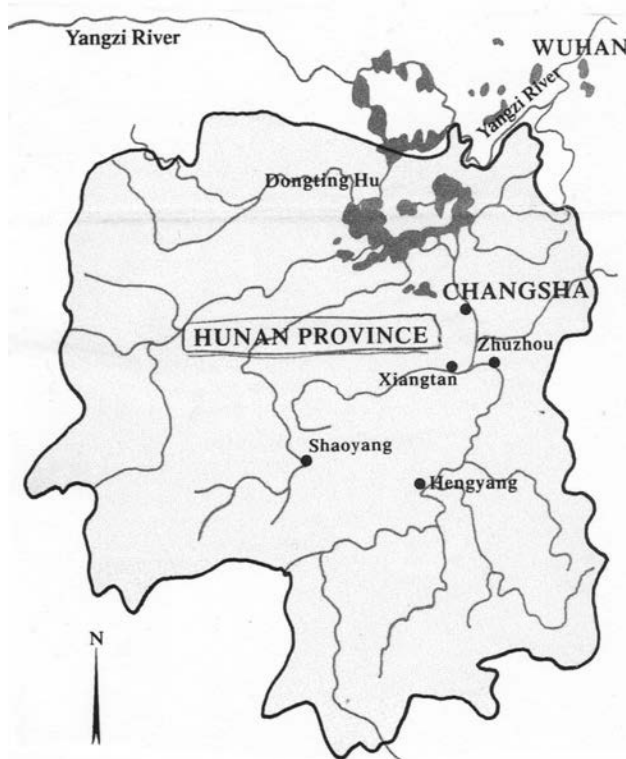 Yangzi River
WUHAN
Yangzi River
Dongting Hu
CHANGSHA
HUNAN PROVINCE
Zhuzhou
Xiangtan
Shaoyang
Hengyang
N